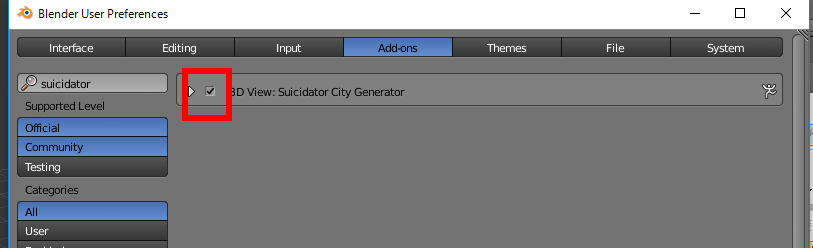 Blender User Preferences
Interface Editing Input Add-ons Themes File System
suicidator
3D View: Suicidator City Generator
Supported Level
Official
Community
Testing
Categories
All
User